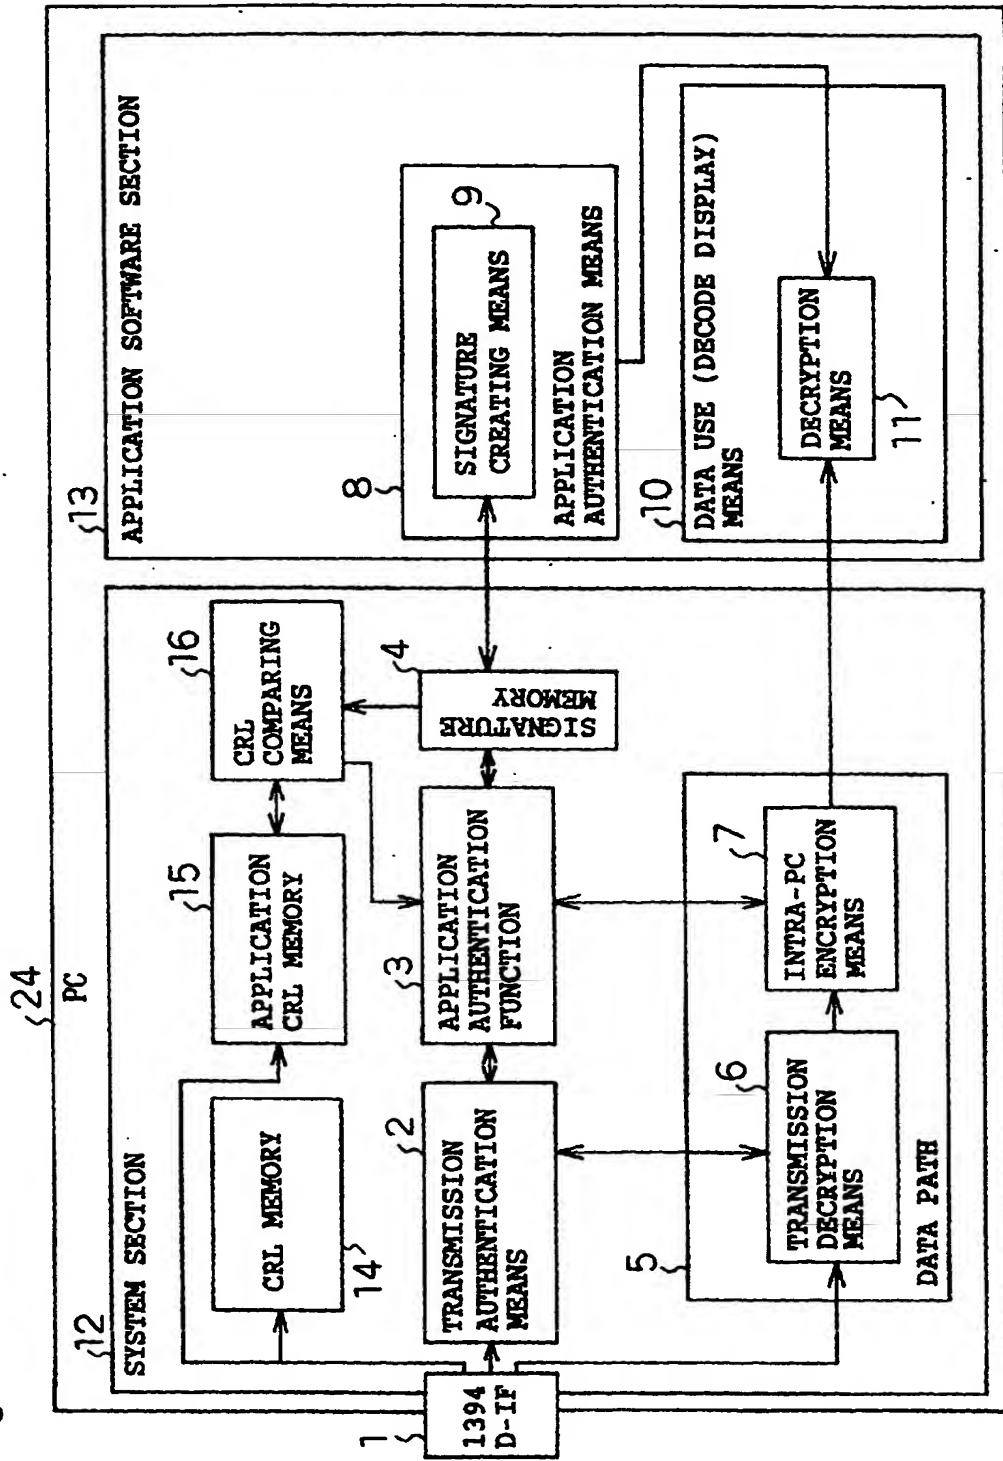 24
PC
12
SYSTEM SECTION
13
APPLICATION SOFTWARE SECTION
1
1394
D-IF
CRL MEMORY
14
15
APPLICATION
CRL MEMORY
16
CRL
COMPARING
MEANS
2
TRANSMISSION
AUTHENTICATION
MEANS
3
APPLICATION
AUTHENTICATION
FUNCTION
4
SIGNATURE
MEMORY
8
9
SIGNATURE
CREATING MEANS
APPLICATION
AUTHENTICATION MEANS
5
6
TRANSMISSION
DECRYPTION
MEANS
7
INTRA-PC
ENCRYPTION
MEANS
DATA PATH
10
DATA USE (DECODE DISPLAY)
MEANS
DECRYPTION
MEANS
11